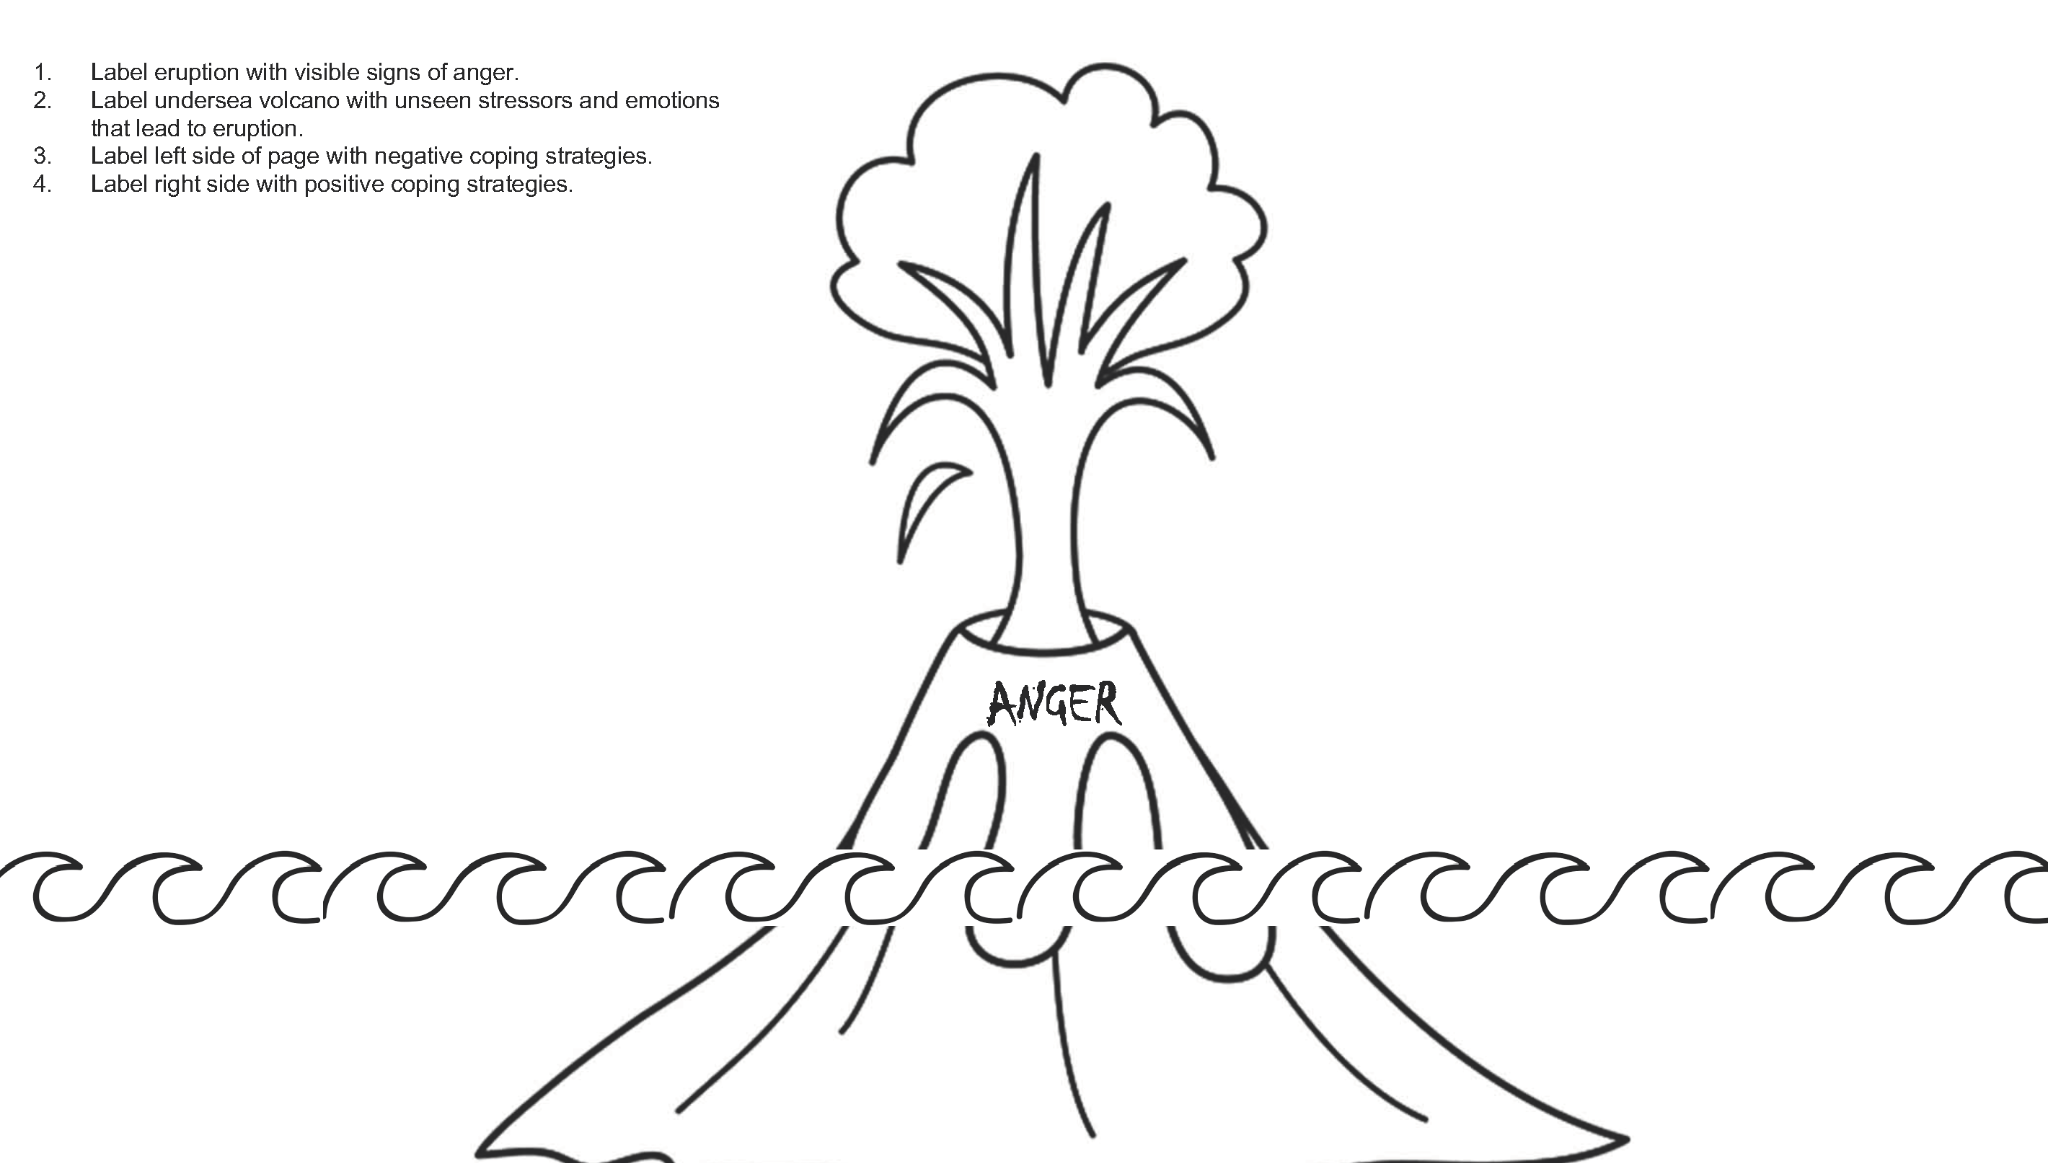 1. Label eruption with visible signs of anger.
2. Label undersea volcano with unseen stressors and emotions
that lead to eruption.
3. Label left side of page with negative coping strategies.
4. Label right side with positive coping strategies.
ANGER